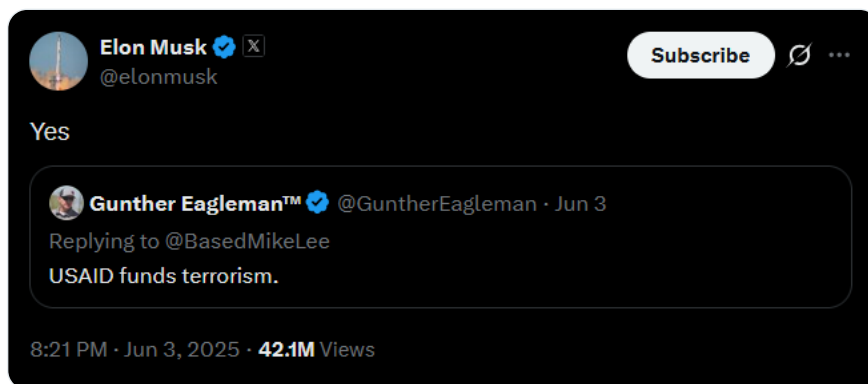 Elon Musk
@elonmusk
Subscribe
Yes
Gunther Eagleman™ @GuntherEagleman · Jun 3
Replying to @BasedMikeLee
USAID funds terrorism.
8:21 PM · Jun 3, 2025 · 42.1M Views